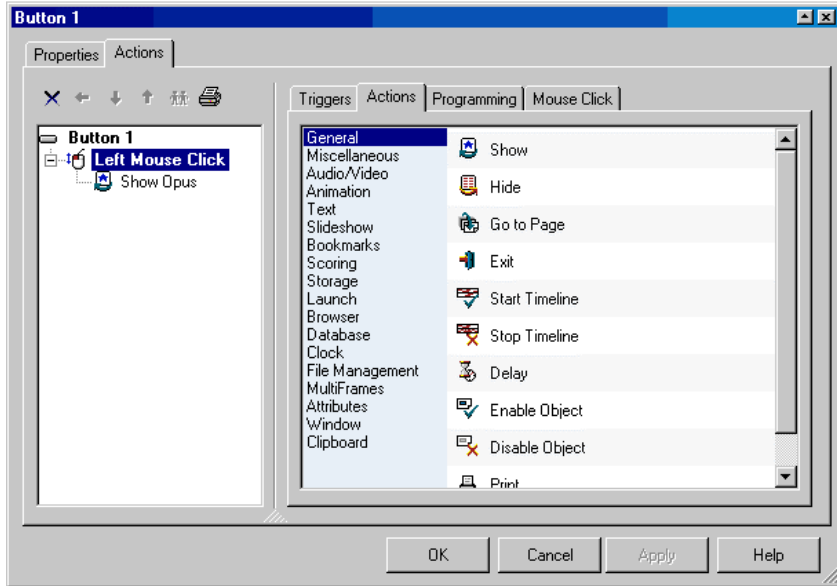 Button 1
Properties
Actions
Button 1
Left Mouse Click
Show Opus
Triggers
Actions
Programming
Mouse Click
General
Miscellaneous
Audio/Video
Animation
Text
Slideshow
Bookmarks
Scoring
Storage
Launch
Browser
Database
Clock
File Management
MultiFrames
Attributes
Window
Clipboard
Show
Hide
Go to Page
Exit
Start Timeline
Stop Timeline
Delay
Enable Object
Disable Object
Print
OK
Cancel
Apply
Help